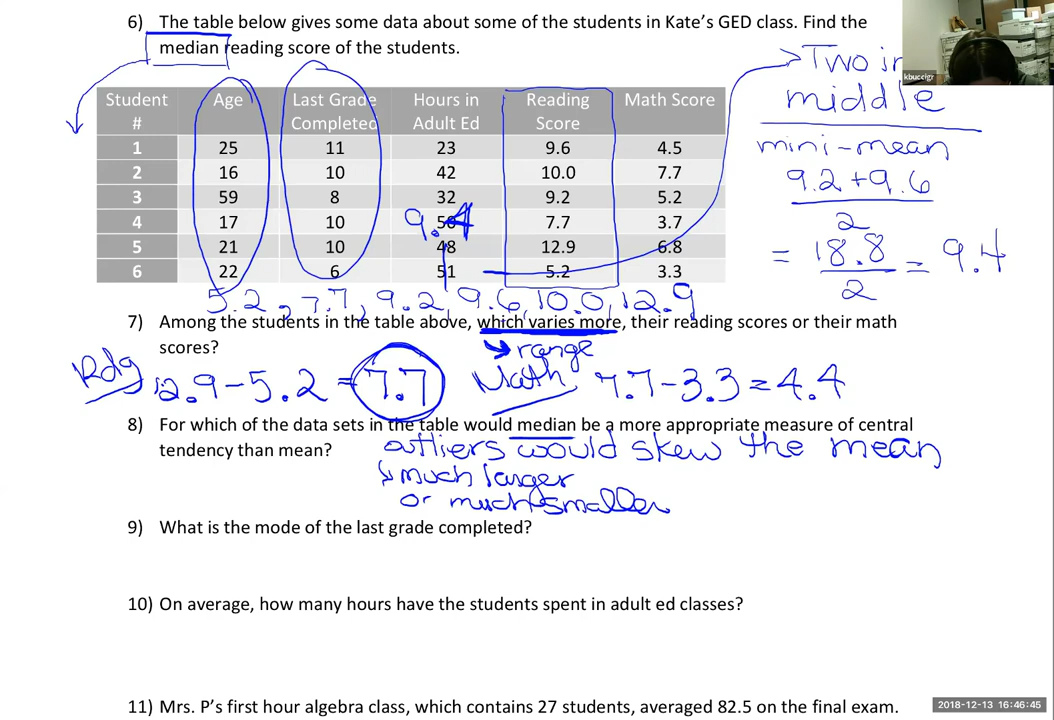 6) The table below gives some data about some of the students in Kate's GED class. Find the
median reading score of the students.
kbuccigr
Two in
middle
mini-mean
9.2+9.6
2
= 18.8 = 9.4
2
Student # Age Last Grade Completed Hours in Adult Ed Reading Score Math Score
1 25 11 23 9.6 4.5
2 16 10 42 10.0 7.7
3 59 8 32 9.2 5.2
4 17 10 7.7 3.7
5 21 10 48 12.9 6.8
6 22 6 51 5.2 3.3
9.4
5.2, 7.7, 9.2, 9.6, 10.0, 12.9
7) Among the students in the table above, which varies more, their reading scores or their math
scores?
range
Rdg 12.9-5.2=7.7 Math 7.7-3.3=4.4
8) For which of the data sets in the table would median be a more appropriate measure of central
tendency than mean?
outliers would skew the mean
much larger
or much smaller
9) What is the mode of the last grade completed?
10) On average, how many hours have the students spent in adult ed classes?
11) Mrs. P's first hour algebra class, which contains 27 students, averaged 82.5 on the final exam.
2018-12-13 16:46:45